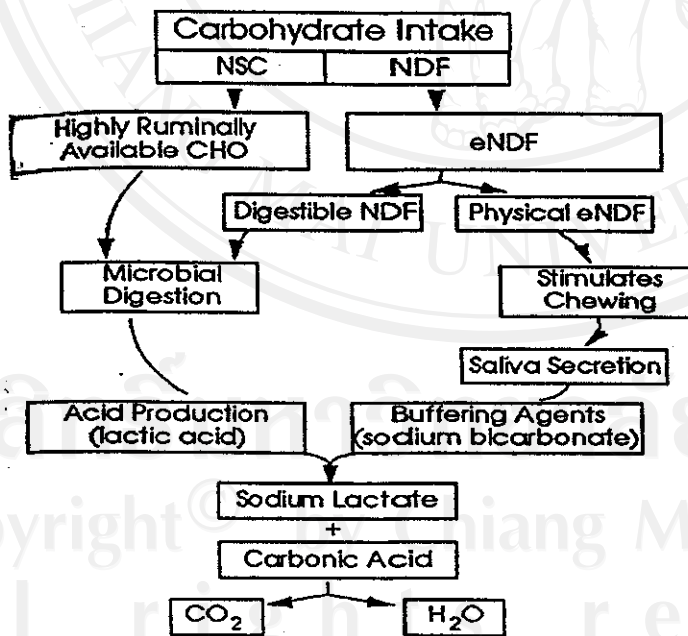 Carbohydrate Intake
NSC
NDF
Highly Ruminally
Available CHO
eNDF
Digestible NDF
Physical eNDF
Microbial
Digestion
Stimulates
Chewing
Saliva Secretion
Acid Production
(lactic acid)
Buffering Agents
(sodium bicarbonate)
Sodium Lactate
+
Carbonic Acid
CO₂
H₂O